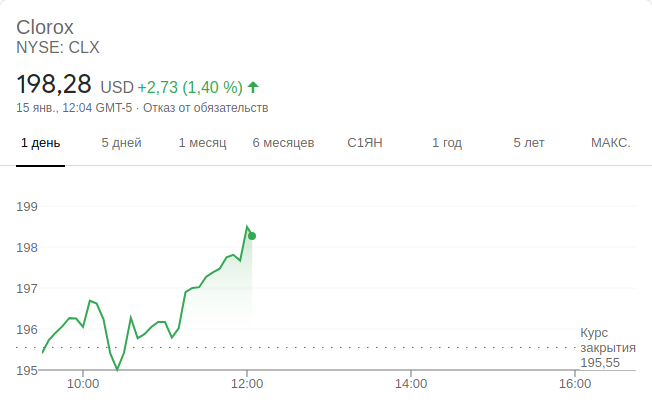 Clorox
NYSE: CLX
198,28 USD +2,73 (1,40 %)
15 янв., 12:04 GMT-5 · Отказ от обязательств
1 день 5 дней 1 месяц 6 месяцев С1ЯН 1 год 5 лет МАКС.
199
198
197
196
195
Курс
закрытия
195,55
10:00 12:00 14:00 16:00